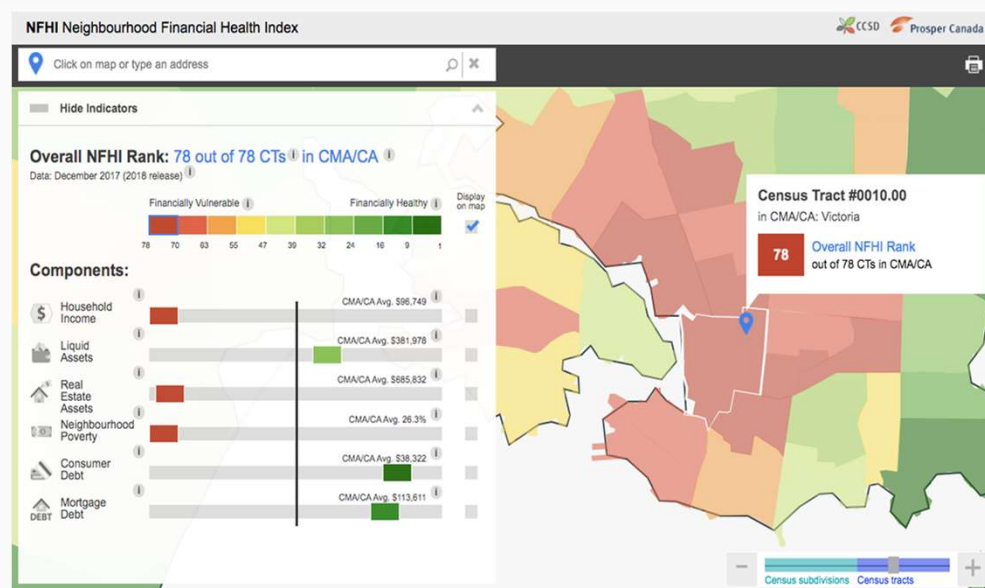 NFHI Neighbourhood Financial Health Index
CCSD Prosper Canada
Click on map or type an address
Hide Indicators
Overall NFHI Rank: 78 out of 78 CTs i in CMA/CA i
Data: December 2017 (2018 release) i
Financially Vulnerable i Financially Healthy i Display on map
78 70 63 55 47 39 32 24 16 9 1
Components:
Household Income i CMA/CA Avg. $96,749 i
Liquid Assets i CMA/CA Avg. $381,978 i
Real Estate Assets i CMA/CA Avg. $685,832 i
Neighbourhood Poverty i CMA/CA Avg. 26.3% i
Consumer Debt i CMA/CA Avg. $38,322 i
DEBT Mortgage Debt i CMA/CA Avg. $113,611 i
Census Tract #0010.00
in CMA/CA: Victoria
78 Overall NFHI Rank
out of 78 CTs in CMA/CA
Census subdivisions Census tracts